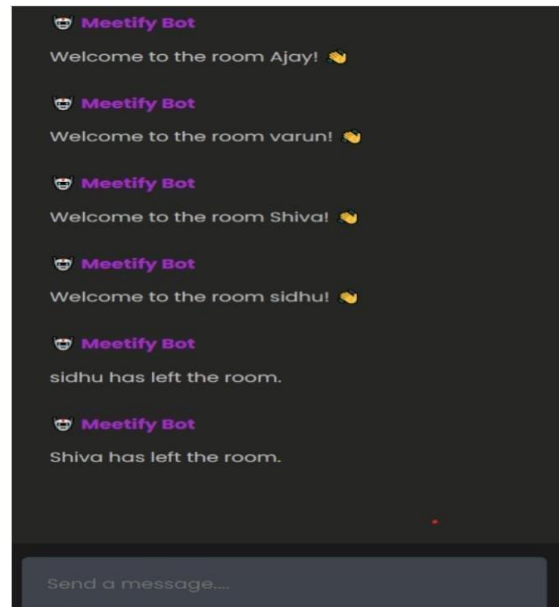 Meetify Bot
Welcome to the room Ajay! 👋
Meetify Bot
Welcome to the room varun! 👋
Meetify Bot
Welcome to the room Shiva! 👋
Meetify Bot
Welcome to the room sidhu! 👋
Meetify Bot
sidhu has left the room.
Meetify Bot
Shiva has left the room.
Send a message....